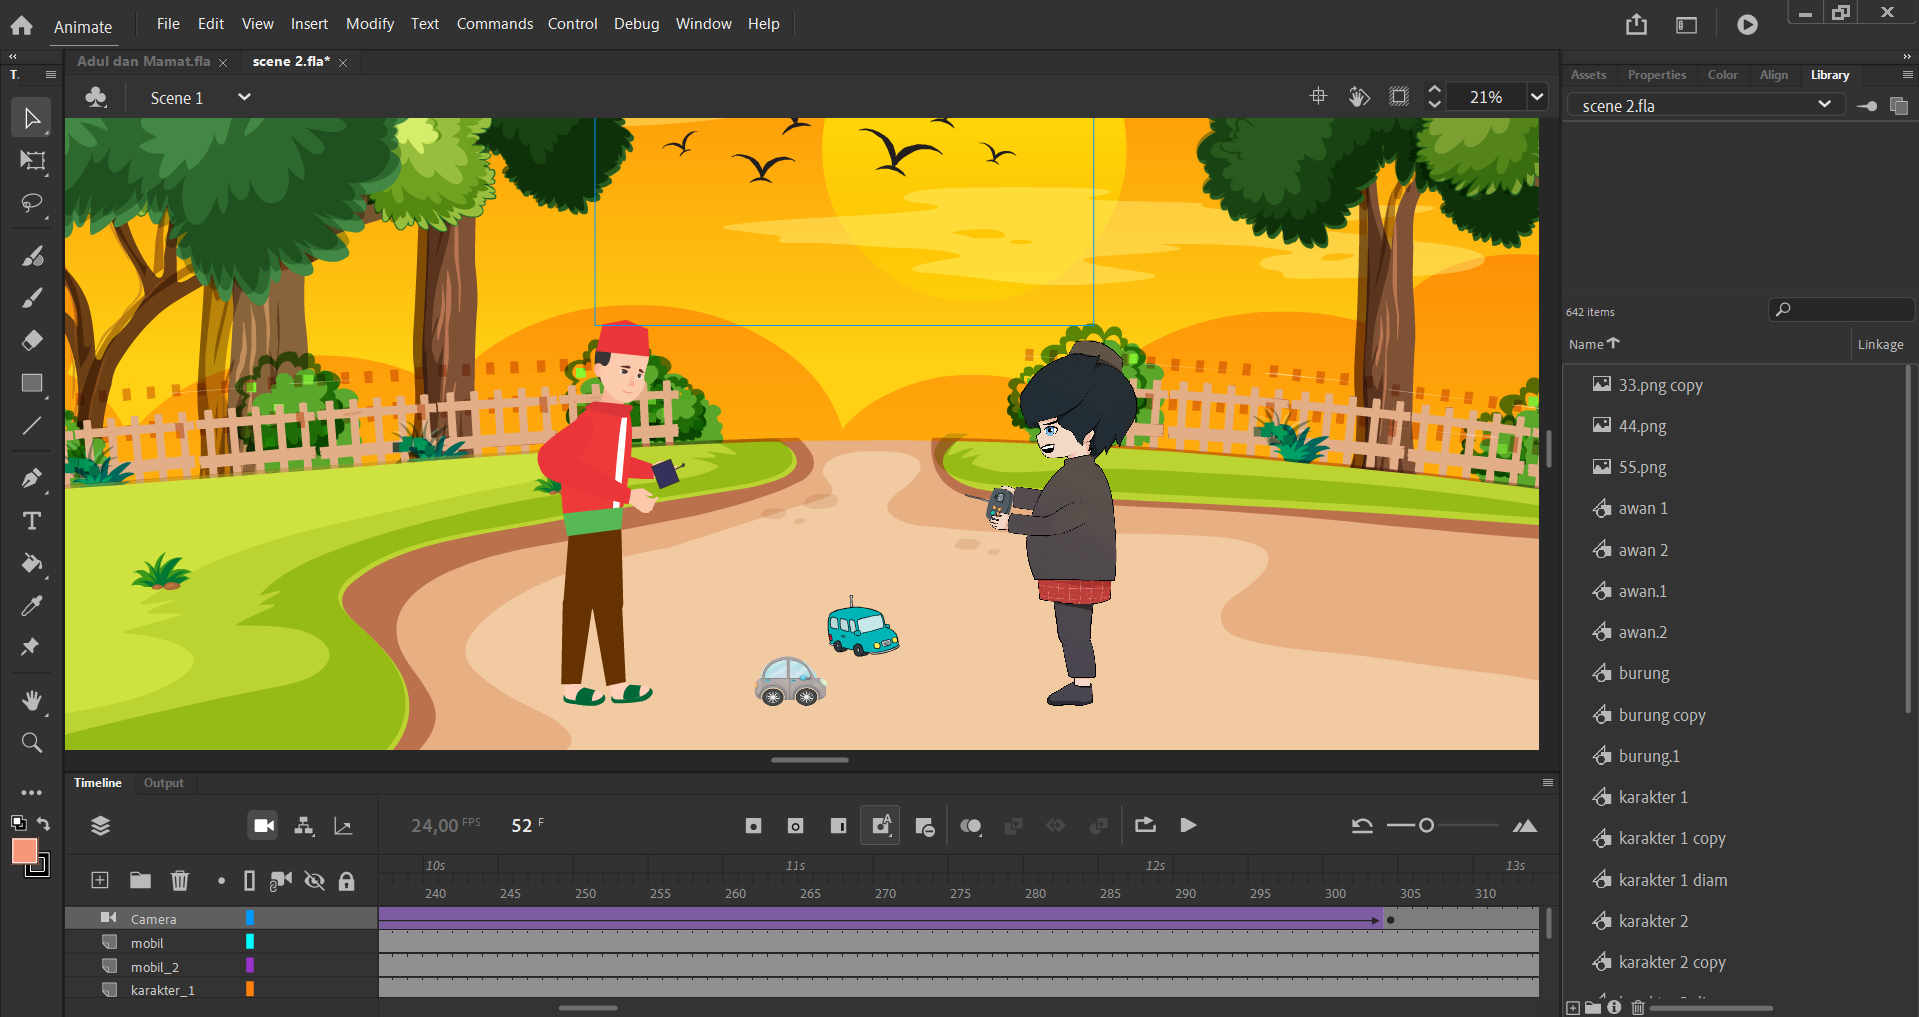 Animate File Edit View Insert Modify Text Commands Control Debug Window Help
Adul dan Mamat.fla scene 2.fla*
T.
Assets Properties Color Align Library
Scene 1
21%
scene 2.fla
642 items
Name Linkage
33.png copy
44.png
55.png
awan 1
awan 2
awan.1
awan.2
burung
burung copy
burung.1
karakter 1
karakter 1 copy
karakter 1 diam
karakter 2
karakter 2 copy
Timeline Output
24,00 FPS 52 F
10s 11s 12s 13s
240 245 250 255 260 265 270 275 280 285 290 295 300 305 310
Camera
mobil
mobil_2
karakter_1